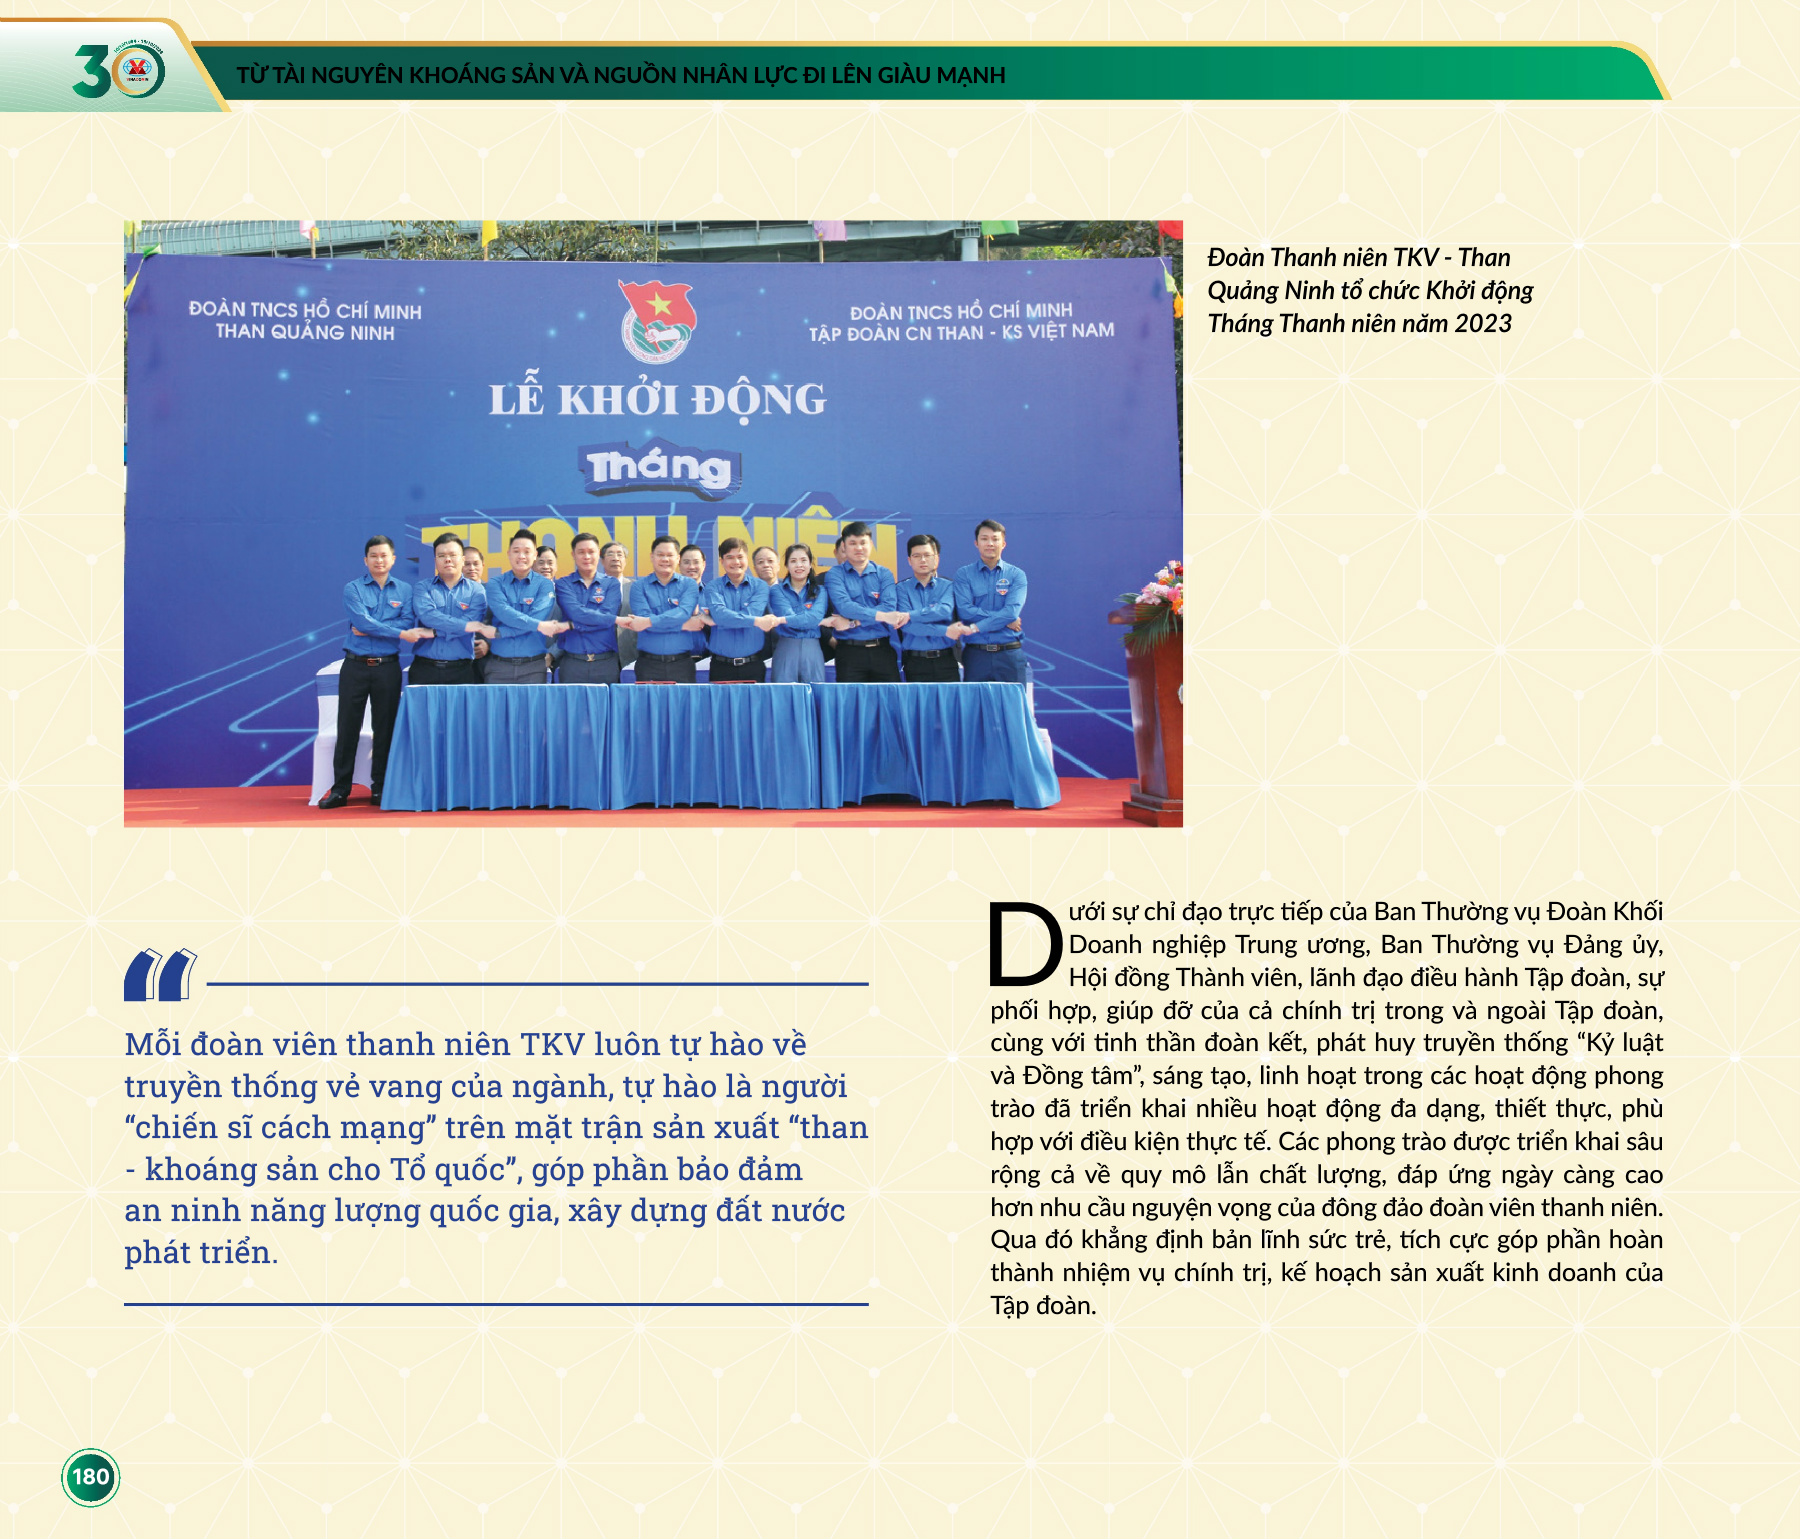 30
VINACOMIN
TỪ TÀI NGUYÊN KHOÁNG SẢN VÀ NGUỒN NHÂN LỰC ĐI LÊN GIÀU MẠNH
ĐOÀN TNCS HỒ CHÍ MINH
THAN QUẢNG NINH
ĐOÀN TNCS HỒ CHÍ MINH
TẬP ĐOÀN CN THAN - KS VIỆT NAM
LỄ KHỞI ĐỘNG
Tháng
THANH NIÊN
Đoàn Thanh niên TKV - Than
Quảng Ninh tổ chức Khởi động
Tháng Thanh niên năm 2023
Mỗi đoàn viên thanh niên TKV luôn tự hào về
truyền thống vẻ vang của ngành, tự hào là người
“chiến sĩ cách mạng” trên mặt trận sản xuất “than
- khoáng sản cho Tổ quốc”, góp phần bảo đảm
an ninh năng lượng quốc gia, xây dựng đất nước
phát triển.
Dưới sự chỉ đạo trực tiếp của Ban Thường vụ Đoàn Khối
Doanh nghiệp Trung ương, Ban Thường vụ Đảng ủy,
Hội đồng Thành viên, lãnh đạo điều hành Tập đoàn, sự
phối hợp, giúp đỡ của cả chính trị trong và ngoài Tập đoàn,
cùng với tinh thần đoàn kết, phát huy truyền thống “Kỷ luật
và Đồng tâm”, sáng tạo, linh hoạt trong các hoạt động phong
trào đã triển khai nhiều hoạt động đa dạng, thiết thực, phù
hợp với điều kiện thực tế. Các phong trào được triển khai sâu
rộng cả về quy mô lẫn chất lượng, đáp ứng ngày càng cao
hơn nhu cầu nguyện vọng của đông đảo đoàn viên thanh niên.
Qua đó khẳng định bản lĩnh sức trẻ, tích cực góp phần hoàn
thành nhiệm vụ chính trị, kế hoạch sản xuất kinh doanh của
Tập đoàn.
180